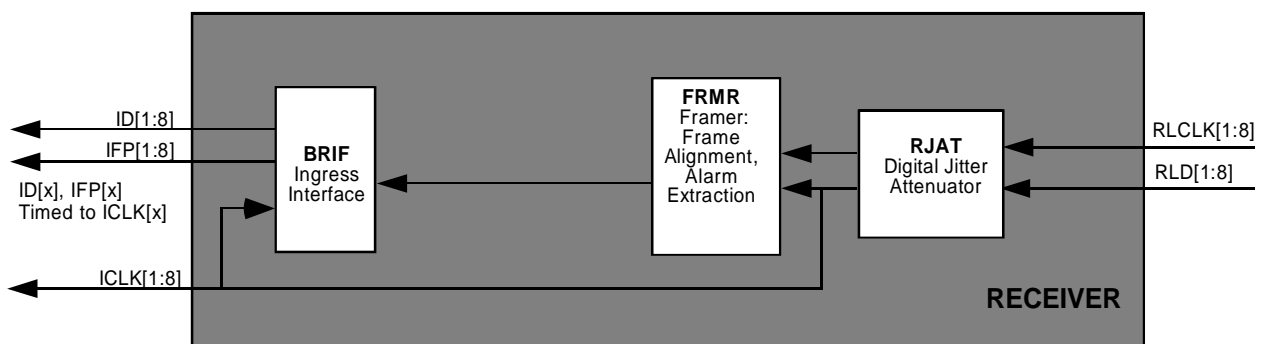 ID[1:8]
IFP[1:8]
ID[x], IFP[x]
Timed to ICLK[x]
ICLK[1:8]
BRIF
Ingress
Interface
FRMR
Framer:
Frame
Alignment,
Alarm
Extraction
RJAT
Digital Jitter
Attenuator
RLCLK[1:8]
RLD[1:8]
RECEIVER